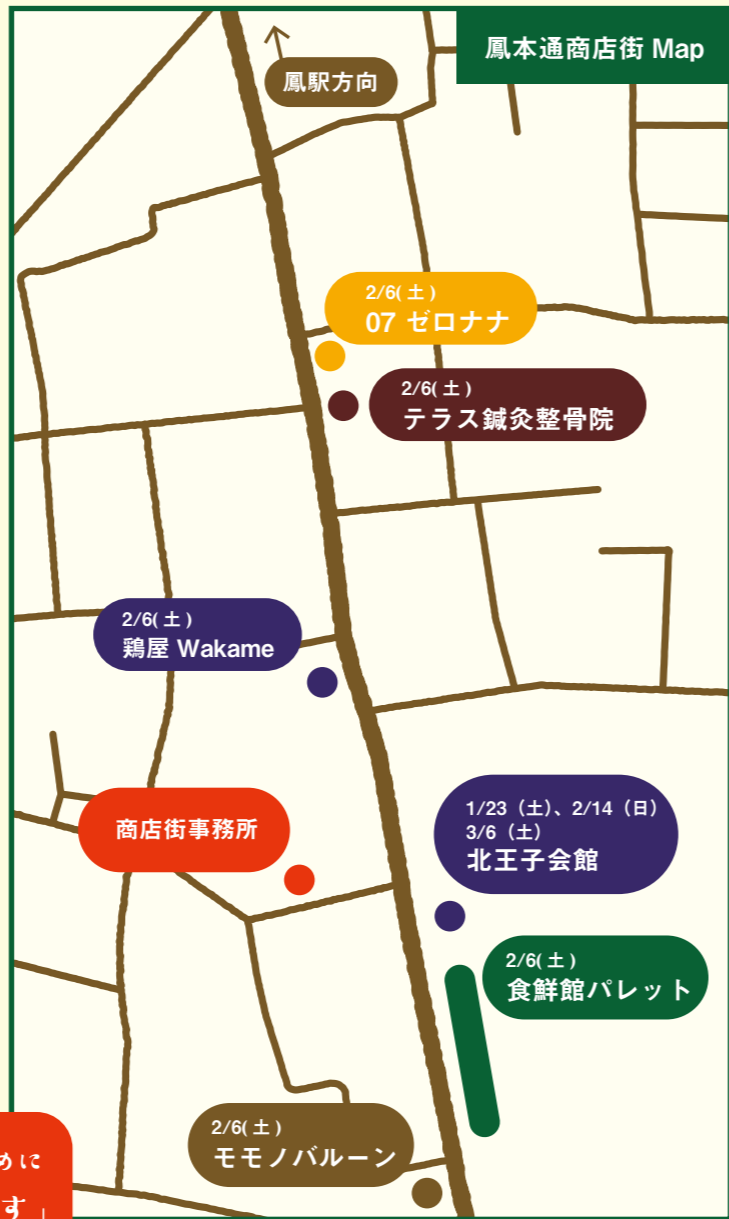 鳳本通商店街 Map
鳳駅方向
2/6(土)
07 ゼロナナ
2/6(土)
テラス鍼灸整骨院
2/6(土)
鶏屋 Wakame
商店街事務所
1/23（土）、2/14（日）
3/6（土）
北王子会館
2/6(土)
食鮮館パレット
2/6(土)
モモノバルーン
めに
す」